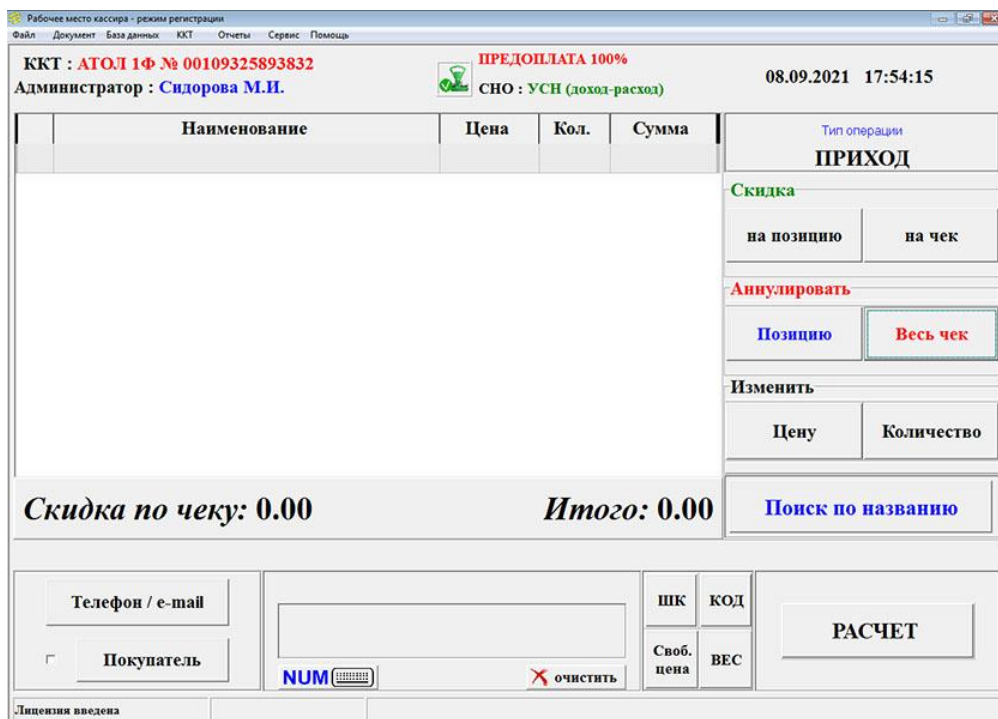 Рабочее место кассира - режим регистрации
Файл Документ База данных ККТ Отчеты Сервис Помощь
ККТ : АТОЛ 1Ф № 00109325893832
ПРЕДОПЛАТА 100%
08.09.2021 17:54:15
Администратор : Сидорова М.И.
СНО : УСН (доход-расход)
Наименование Цена Кол. Сумма
Тип операции
ПРИХОД
Скидка
на позицию на чек
Аннулировать
Позицию Весь чек
Изменить
Цену Количество
Скидка по чеку: 0.00 Итого: 0.00
Поиск по названию
Телефон / e-mail
ШК КОД
РАСЧЕТ
Покупатель
Своб. цена
ВЕС
NUM
очистить
Лицензия введена